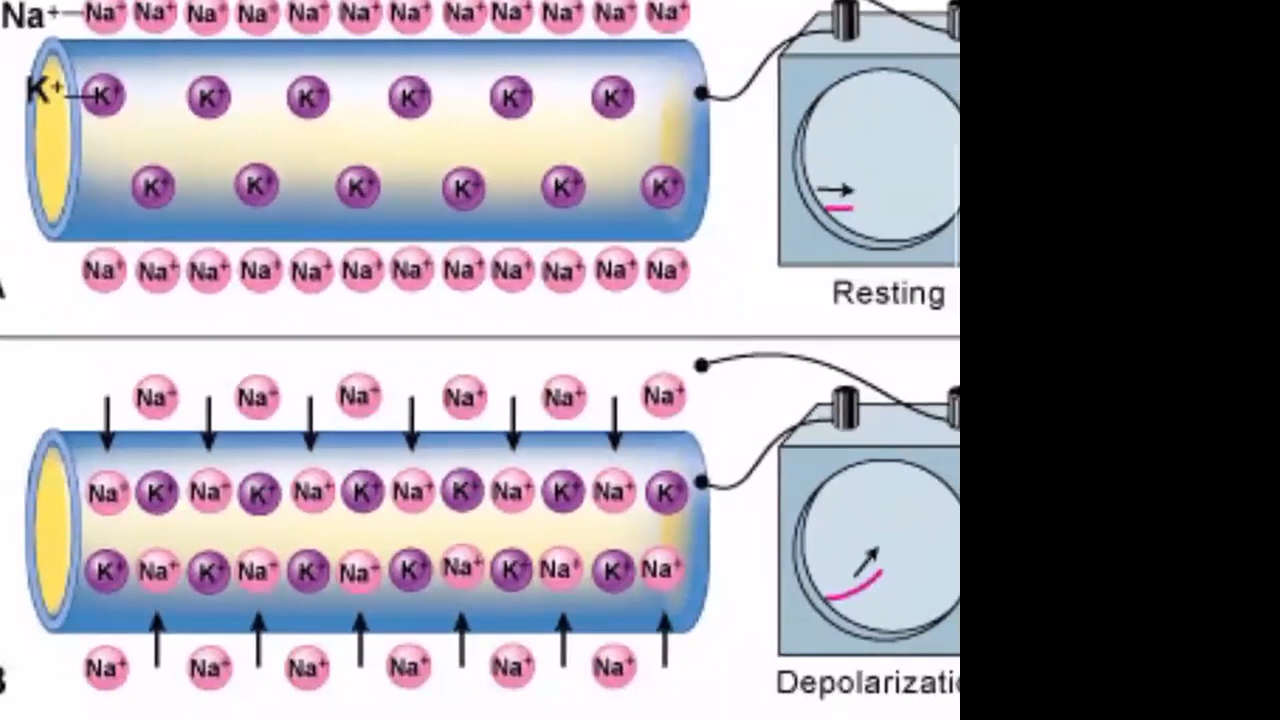 Na⁺ Na⁺ Na⁺ Na⁺ Na⁺ Na⁺ Na⁺ Na⁺ Na⁺ Na⁺ Na⁺ Na⁺ Na⁺
K⁺ K⁺ K⁺ K⁺ K⁺ K⁺ K⁺
K⁺ K⁺ K⁺ K⁺ K⁺ K⁺
Na⁺ Na⁺ Na⁺ Na⁺ Na⁺ Na⁺ Na⁺ Na⁺ Na⁺ Na⁺ Na⁺ Na⁺
Resting
Na⁺ Na⁺ Na⁺ Na⁺ Na⁺ Na⁺
Na⁺ K⁺ Na⁺ K⁺ Na⁺ K⁺ Na⁺ K⁺ Na⁺ K⁺ Na⁺ K⁺
K⁺ Na⁺ K⁺ Na⁺ K⁺ Na⁺ K⁺ Na⁺ K⁺ Na⁺ K⁺ Na⁺
Na⁺ Na⁺ Na⁺ Na⁺ Na⁺ Na⁺
B
Depolarizati